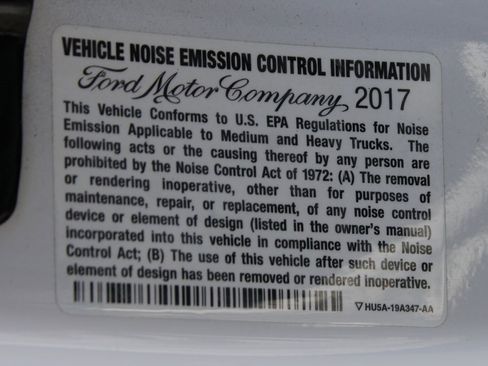 VEHICLE NOISE EMISSION CONTROL INFORMATION
Ford Motor Company 2017
This Vehicle Conforms to U.S. EPA Regulations for Noise
Emission Applicable to Medium and Heavy Trucks. The
following acts or the causing thereof by any person are
prohibited by the Noise Control Act of 1972: (A) The removal
or rendering inoperative, other than for purposes of
maintenance, repair, or replacement, of any noise control
device or element of design (listed in the owner's manual)
incorporated into this vehicle in compliance with the Noise
Control Act; (B) The use of this vehicle after such device or
element of design has been removed or rendered inoperative.
HU5A-19A347-AA